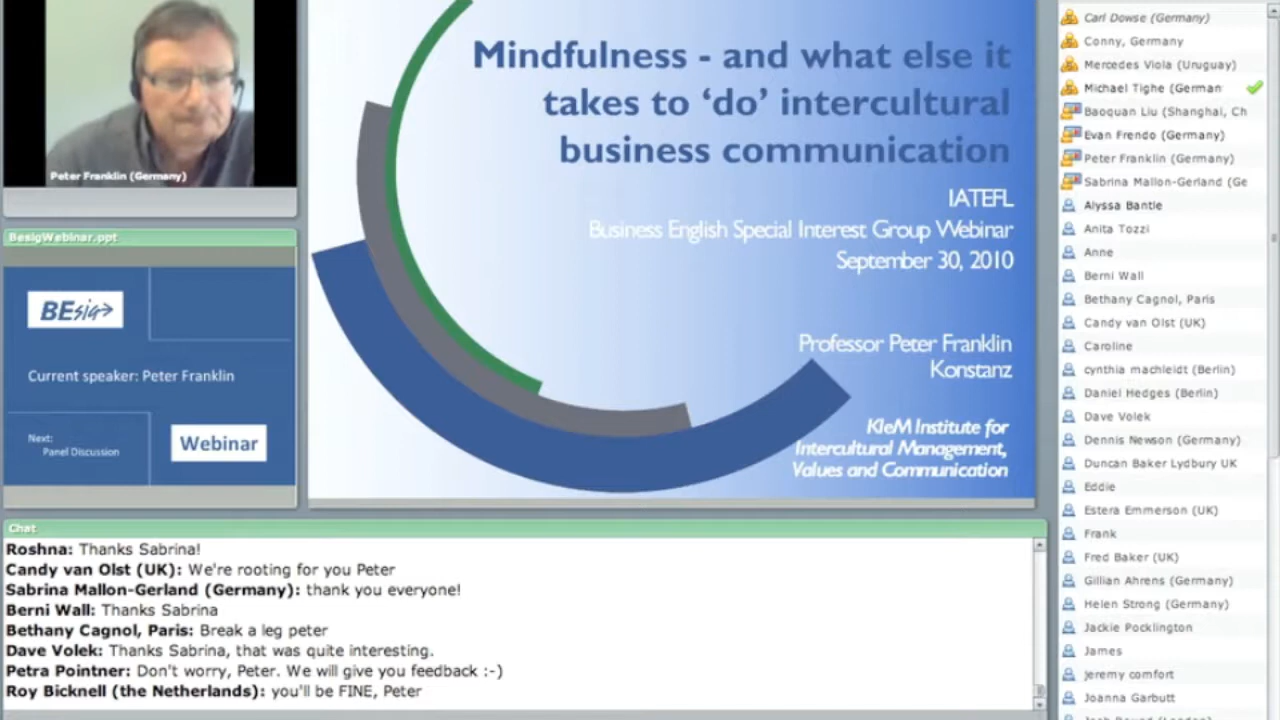 Peter Franklin (Germany)
BesigWebinar.ppt
BEsig
Current speaker: Peter Franklin
Next:
Panel Discussion
Webinar
Mindfulness - and what else it
takes to ‘do’ intercultural
business communication
IATEFL
Business English Special Interest Group Webinar
September 30, 2010
Professor Peter Franklin
Konstanz
KIeM Institute for
Intercultural Management,
Values and Communication
Chat
Roshna: Thanks Sabrina!
Candy van Olst (UK): We're rooting for you Peter
Sabrina Mallon-Gerland (Germany): thank you everyone!
Berni Wall: Thanks Sabrina
Bethany Cagnol, Paris: Break a leg peter
Dave Volek: Thanks Sabrina, that was quite interesting.
Petra Pointner: Don't worry, Peter. We will give you feedback :-)
Roy Bicknell (the Netherlands): you'll be FINE, Peter
Carl Dowse (Germany)
Conny, Germany
Mercedes Viola (Uruguay)
Michael Tighe (German
Baoquan Liu (Shanghai, Ch
Evan Frendo (Germany)
Peter Franklin (Germany)
Sabrina Mallon-Gerland (Ge
Alyssa Bantle
Anita Tozzi
Anne
Berni Wall
Bethany Cagnol, Paris
Candy van Olst (UK)
Caroline
cynthia machleidt (Berlin)
Daniel Hedges (Berlin)
Dave Volek
Dennis Newson (Germany)
Duncan Baker Lydbury UK
Eddie
Estera Emmerson (UK)
Frank
Fred Baker (UK)
Gillian Ahrens (Germany)
Helen Strong (Germany)
Jackie Pocklington
James
jeremy comfort
Joanna Garbutt